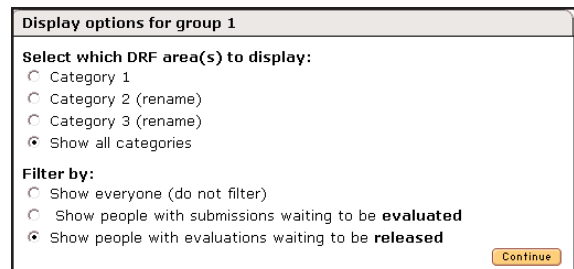 Display options for group 1
Select which DRF area(s) to display:
Category 1
Category 2 (rename)
Category 3 (rename)
Show all categories
Filter by:
Show everyone (do not filter)
Show people with submissions waiting to be evaluated
Show people with evaluations waiting to be released
Continue